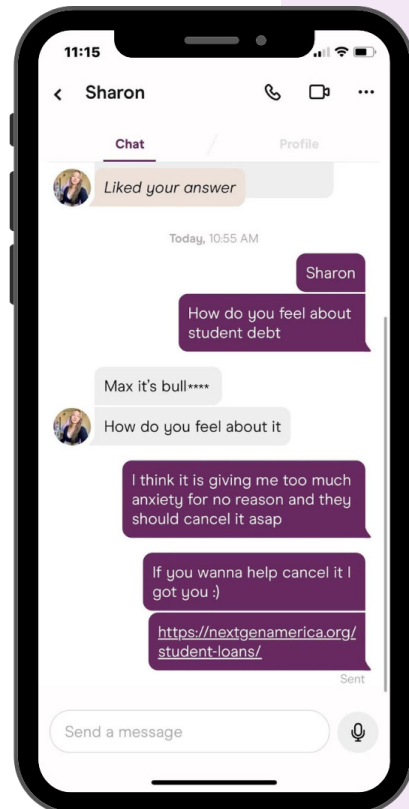 11:15
Sharon
Chat
Profile
Liked your answer
Today, 10:55 AM
Sharon
How do you feel about
student debt
Max it's bull****
How do you feel about it
I think it is giving me too much
anxiety for no reason and they
should cancel it asap
If you wanna help cancel it I
got you :)
https://nextgenamerica.org/
student-loans/
Sent
Send a message